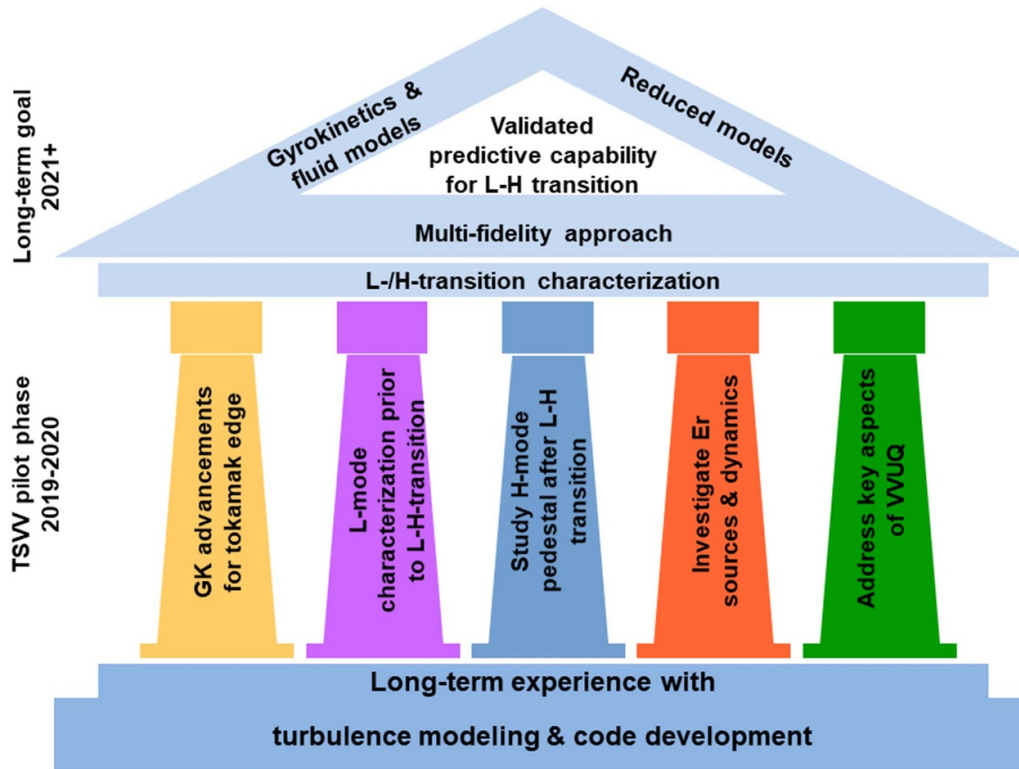 Long-term goal
2021+
Gyrokinetics &
fluid models
Reduced models
Validated
predictive capability
for L-H transition
Multi-fidelity approach
L-/H-transition characterization
TSVV pilot phase
2019-2020
GK advancements
for tokamak edge
L-mode
characterization prior
to L-H-transition
Study H-mode
pedestal after L-H
transition
Investigate Er
sources & dynamics
Address key aspects
of VVUQ
Long-term experience with
turbulence modeling & code development